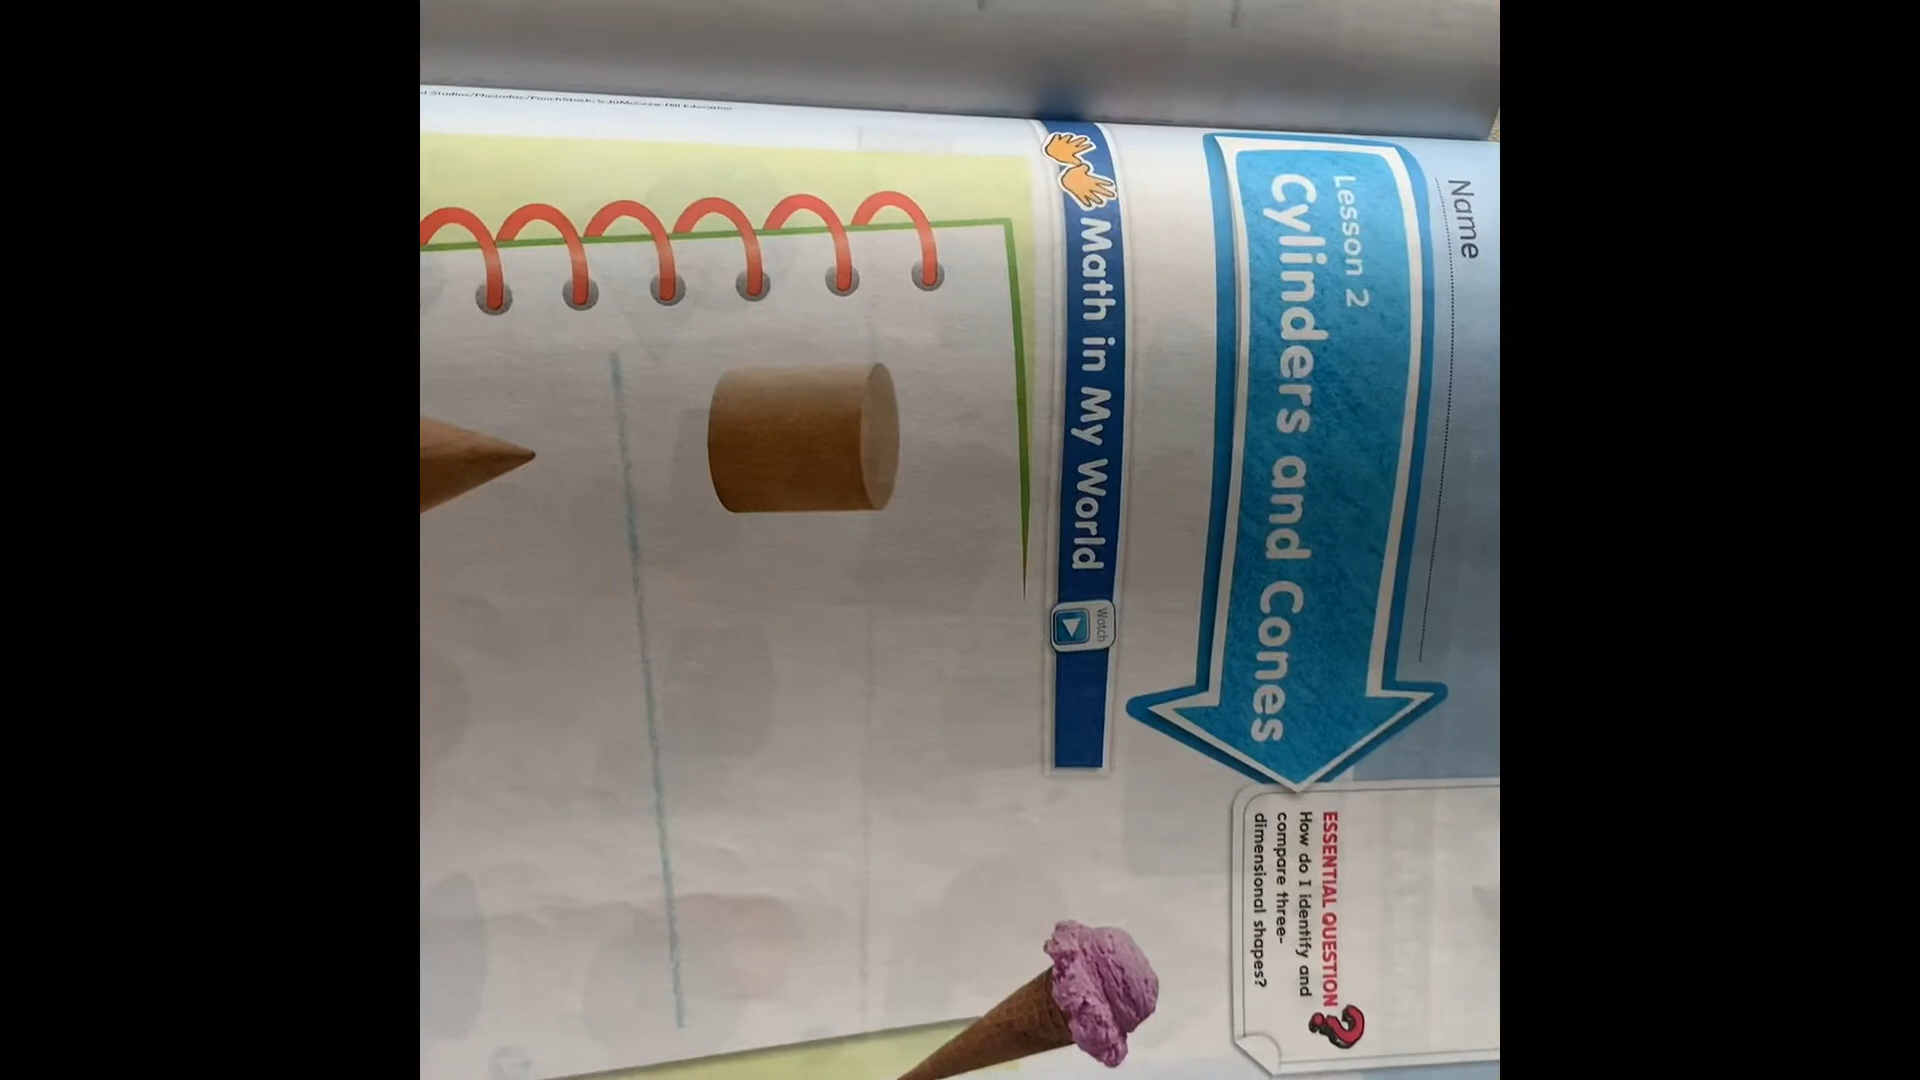 Name
Lesson 2
Cylinders and Cones
ESSENTIAL QUESTION
How do I identify and
compare three-
dimensional shapes?
Math in My World
Watch